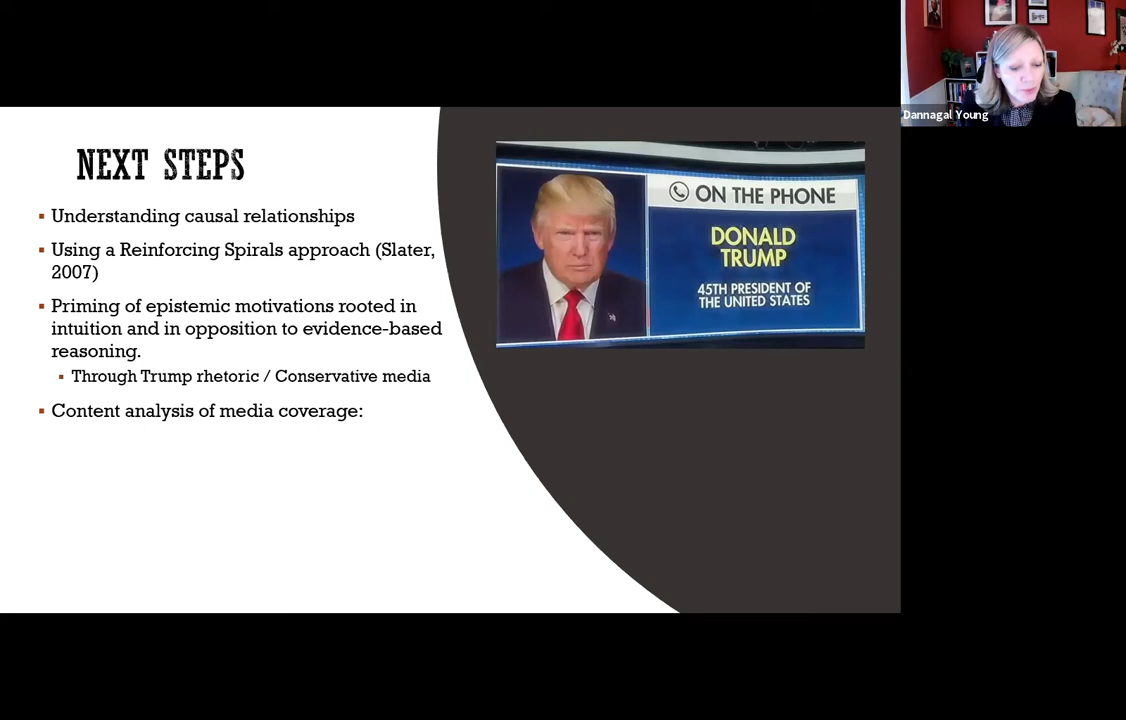 Dannagal Young
NEXT STEPS
Understanding causal relationships
Using a Reinforcing Spirals approach (Slater,
2007)
Priming of epistemic motivations rooted in
intuition and in opposition to evidence-based
reasoning.
Through Trump rhetoric / Conservative media
Content analysis of media coverage:
ON THE PHONE
DONALD
TRUMP
45TH PRESIDENT OF
THE UNITED STATES